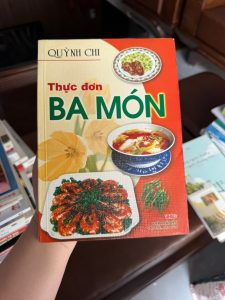 QUỲNH CHI
Thực đơn
BA MÓN